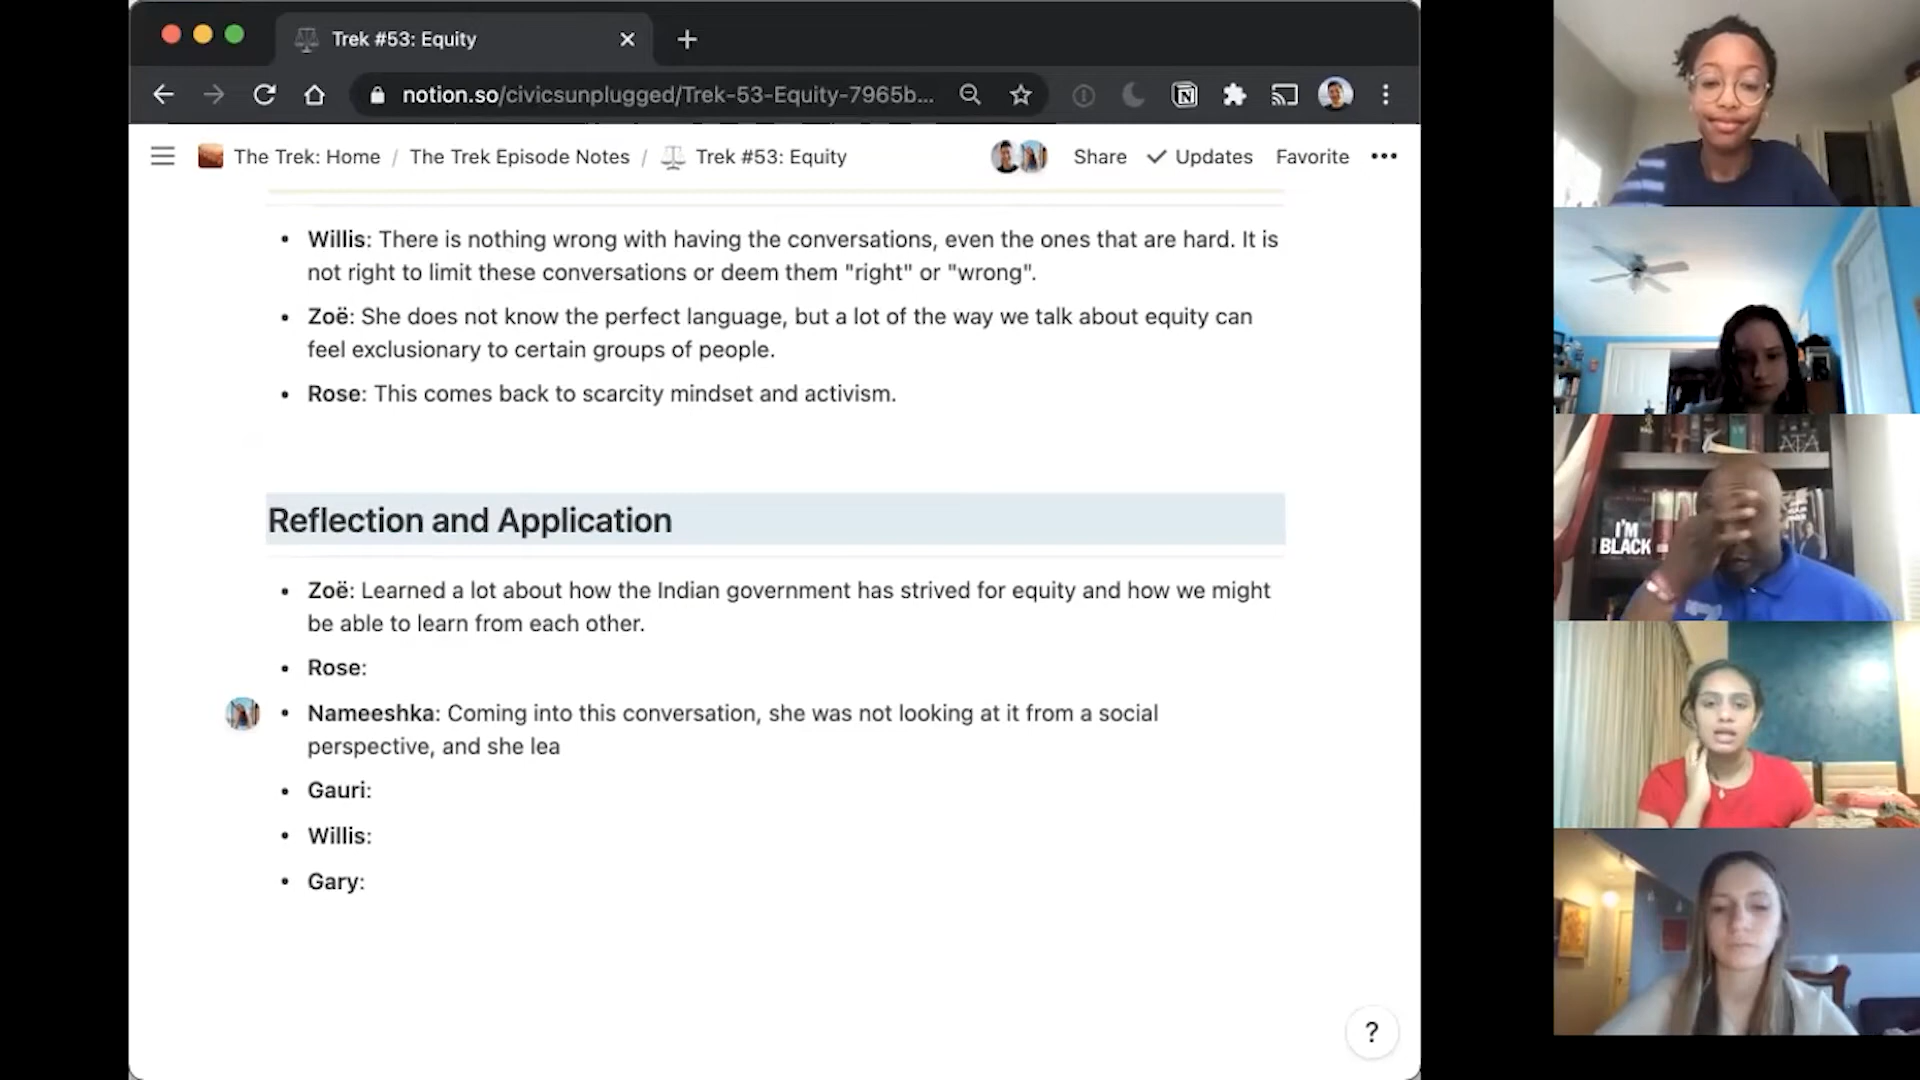 Trek #53: Equity
notion.so/civicsunplugged/Trek-53-Equity-7965b...
The Trek: Home / The Trek Episode Notes / Trek #53: Equity
Share Updates Favorite
• Willis: There is nothing wrong with having the conversations, even the ones that are hard. It is
not right to limit these conversations or deem them "right" or "wrong".
• Zoë: She does not know the perfect language, but a lot of the way we talk about equity can
feel exclusionary to certain groups of people.
• Rose: This comes back to scarcity mindset and activism.
Reflection and Application
• Zoë: Learned a lot about how the Indian government has strived for equity and how we might
be able to learn from each other.
• Rose:
• Nameeshka: Coming into this conversation, she was not looking at it from a social
perspective, and she lea
• Gauri:
• Willis:
• Gary:
?
ATA
I'M
BLACK